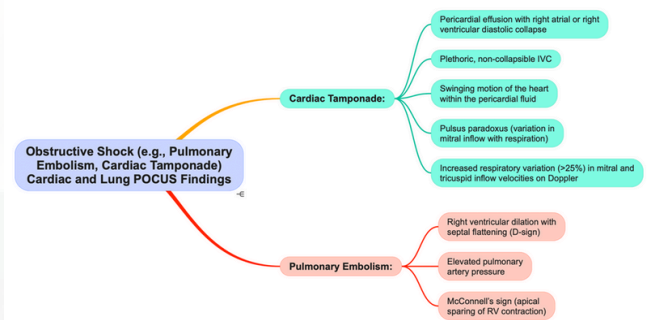 Obstructive Shock (e.g., Pulmonary
Embolism, Cardiac Tamponade)
Cardiac and Lung POCUS Findings
Cardiac Tamponade:
Pericardial effusion with right atrial or right
ventricular diastolic collapse
Plethoric, non-collapsible IVC
Swinging motion of the heart
within the pericardial fluid
Pulsus paradoxus (variation in
mitral inflow with respiration)
Increased respiratory variation (>25%) in mitral and
tricuspid inflow velocities on Doppler
Pulmonary Embolism:
Right ventricular dilation with
septal flattening (D-sign)
Elevated pulmonary
artery pressure
McConnell's sign (apical
sparing of RV contraction)